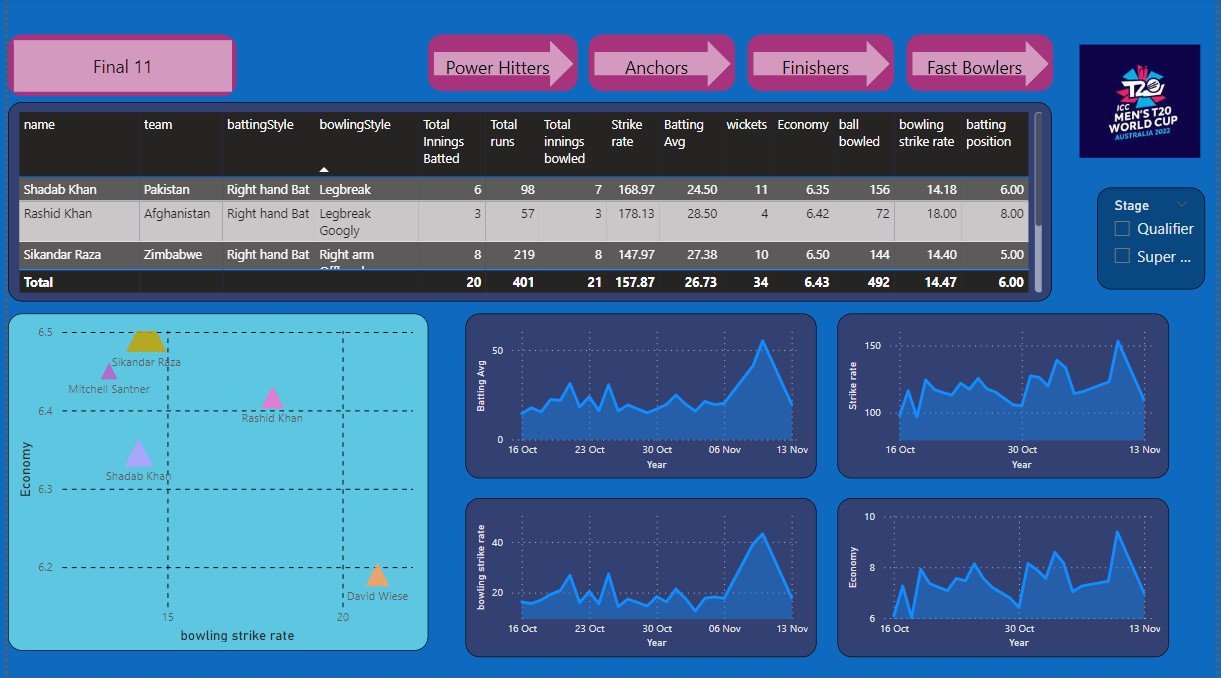 Final 11
Power Hitters
Anchors
Finishers
Fast Bowlers
T20
ICC
MEN'S T20
WORLD CUP
AUSTRALIA 2022
name team battingStyle bowlingStyle Total Innings Batted Total runs Total innings bowled Strike rate Batting Avg wickets Economy ball bowled bowling strike rate batting position
Shadab Khan Pakistan Right hand Bat Legbreak 6 98 7 168.97 24.50 11 6.35 156 14.18 6.00
Rashid Khan Afghanistan Right hand Bat Legbreak Googly 3 57 3 178.13 28.50 4 6.42 72 18.00 8.00
Sikandar Raza Zimbabwe Right hand Bat Right arm 8 219 8 147.97 27.38 10 6.50 144 14.40 5.00
Total 20 401 21 157.87 26.73 34 6.43 492 14.47 6.00
Stage
Qualifier
Super ...
6.5
6.4
6.3
6.2
Economy
Sikandar Raza
Mitchell Santner
Rashid Khan
Shadab Khan
David Wiese
15 20
bowling strike rate
Batting Avg
50
0
16 Oct 23 Oct 30 Oct 06 Nov 13 Nov
Year
Strike rate
150
100
16 Oct 30 Oct 13 Nov
Year
bowling strike rate
40
20
16 Oct 23 Oct 30 Oct 06 Nov 13 Nov
Year
Economy
10
8
6
16 Oct 30 Oct 13 Nov
Year